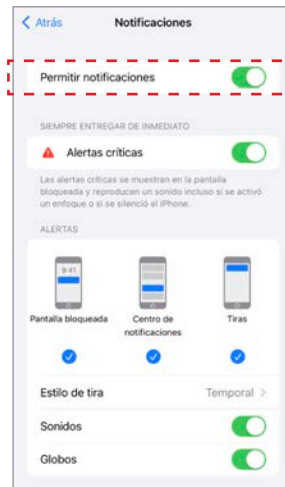 Atrás
Notificaciones
Permitir notificaciones
SIEMPRE ENTREGAR DE INMEDIATO
Alertas críticas
Las alertas críticas se muestran en la pantalla
bloqueada y reproducen un sonido incluso si se activó
un enfoque o si se silenció el iPhone.
ALERTAS
9:41
Pantalla bloqueada
Centro de
notificaciones
Tiras
Estilo de tira
Temporal
Sonidos
Globos